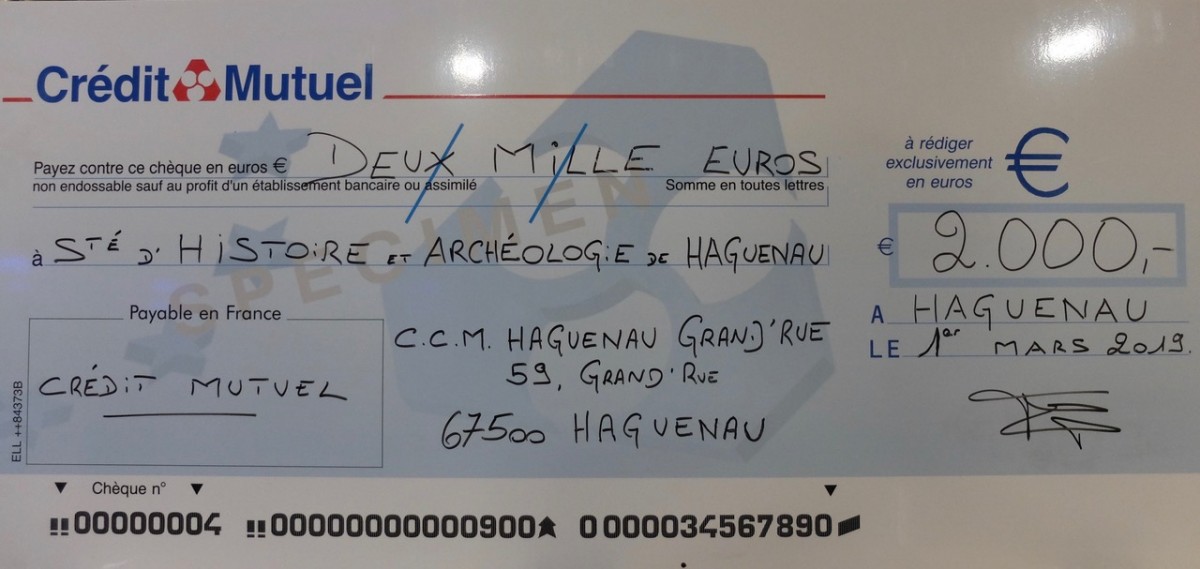 Crédit Mutuel
Payez contre ce chèque en euros € DEUX MILLE EUROS
non endossable sauf au profit d'un établissement bancaire ou assimilé Somme en toutes lettres
à rédiger
exclusivement
en euros €
SPECIMEN
à STÉ D'HISTOIRE ET ARCHÉOLOGIE DE HAGUENAU
€ 2.000,-
Payable en France
CRÉDIT MUTUEL
C.C.M. HAGUENAU GRAND'RUE
59, GRAND'RUE
67500 HAGUENAU
A HAGUENAU
LE 1er MARS 2019.
ELL ++84373B
Chèque n°
00000004 00000000000900 0 000034567890